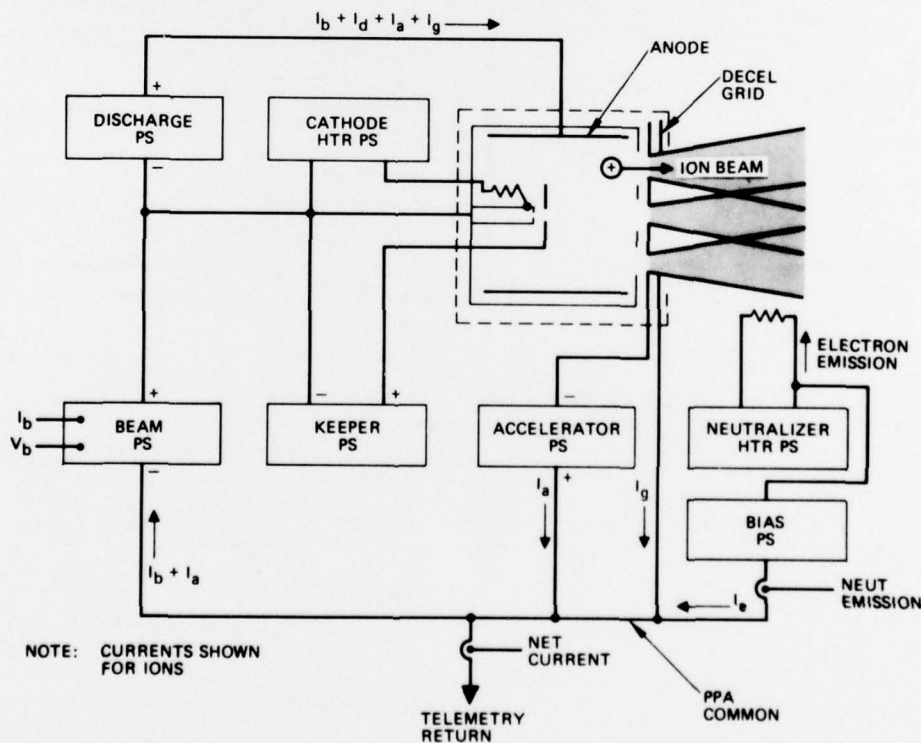 I_b + I_d + I_a + I_g
ANODE
DECEL
GRID
+
DISCHARGE
PS
−
CATHODE
HTR PS
+
ION BEAM
ELECTRON
EMISSION
+
I_b
V_b
BEAM
PS
−
− +
KEEPER
PS
−
ACCELERATOR
PS
+
NEUTRALIZER
HTR PS
I_a
I_g
BIAS
PS
I_b + I_a
I_e
NEUT
EMISSION
NOTE: CURRENTS SHOWN
FOR IONS
NET
CURRENT
PPA
COMMON
TELEMETRY
RETURN